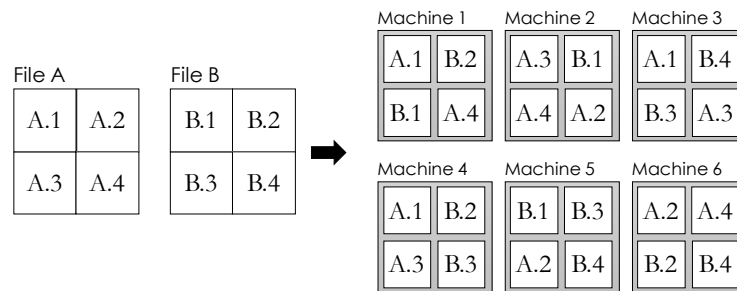 Machine 1 Machine 2 Machine 3
A.1 B.2 A.3 B.1 A.1 B.4
B.1 A.4 A.4 A.2 B.3 A.3
File A File B
A.1 A.2 B.1 B.2
A.3 A.4 B.3 B.4
Machine 4 Machine 5 Machine 6
A.1 B.2 B.1 B.3 A.2 A.4
A.3 B.3 A.2 B.4 B.2 B.4